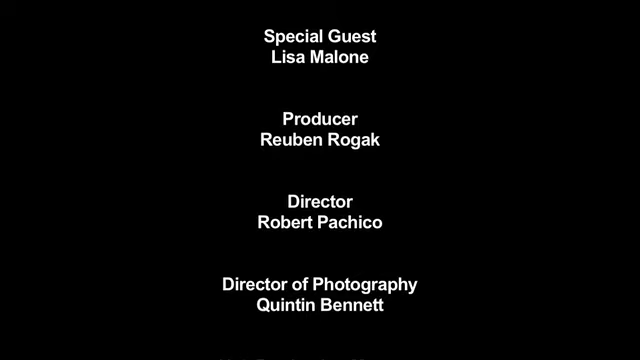 Special Guest
Lisa Malone
Producer
Reuben Rogak
Director
Robert Pachico
Director of Photography
Quintin Bennett